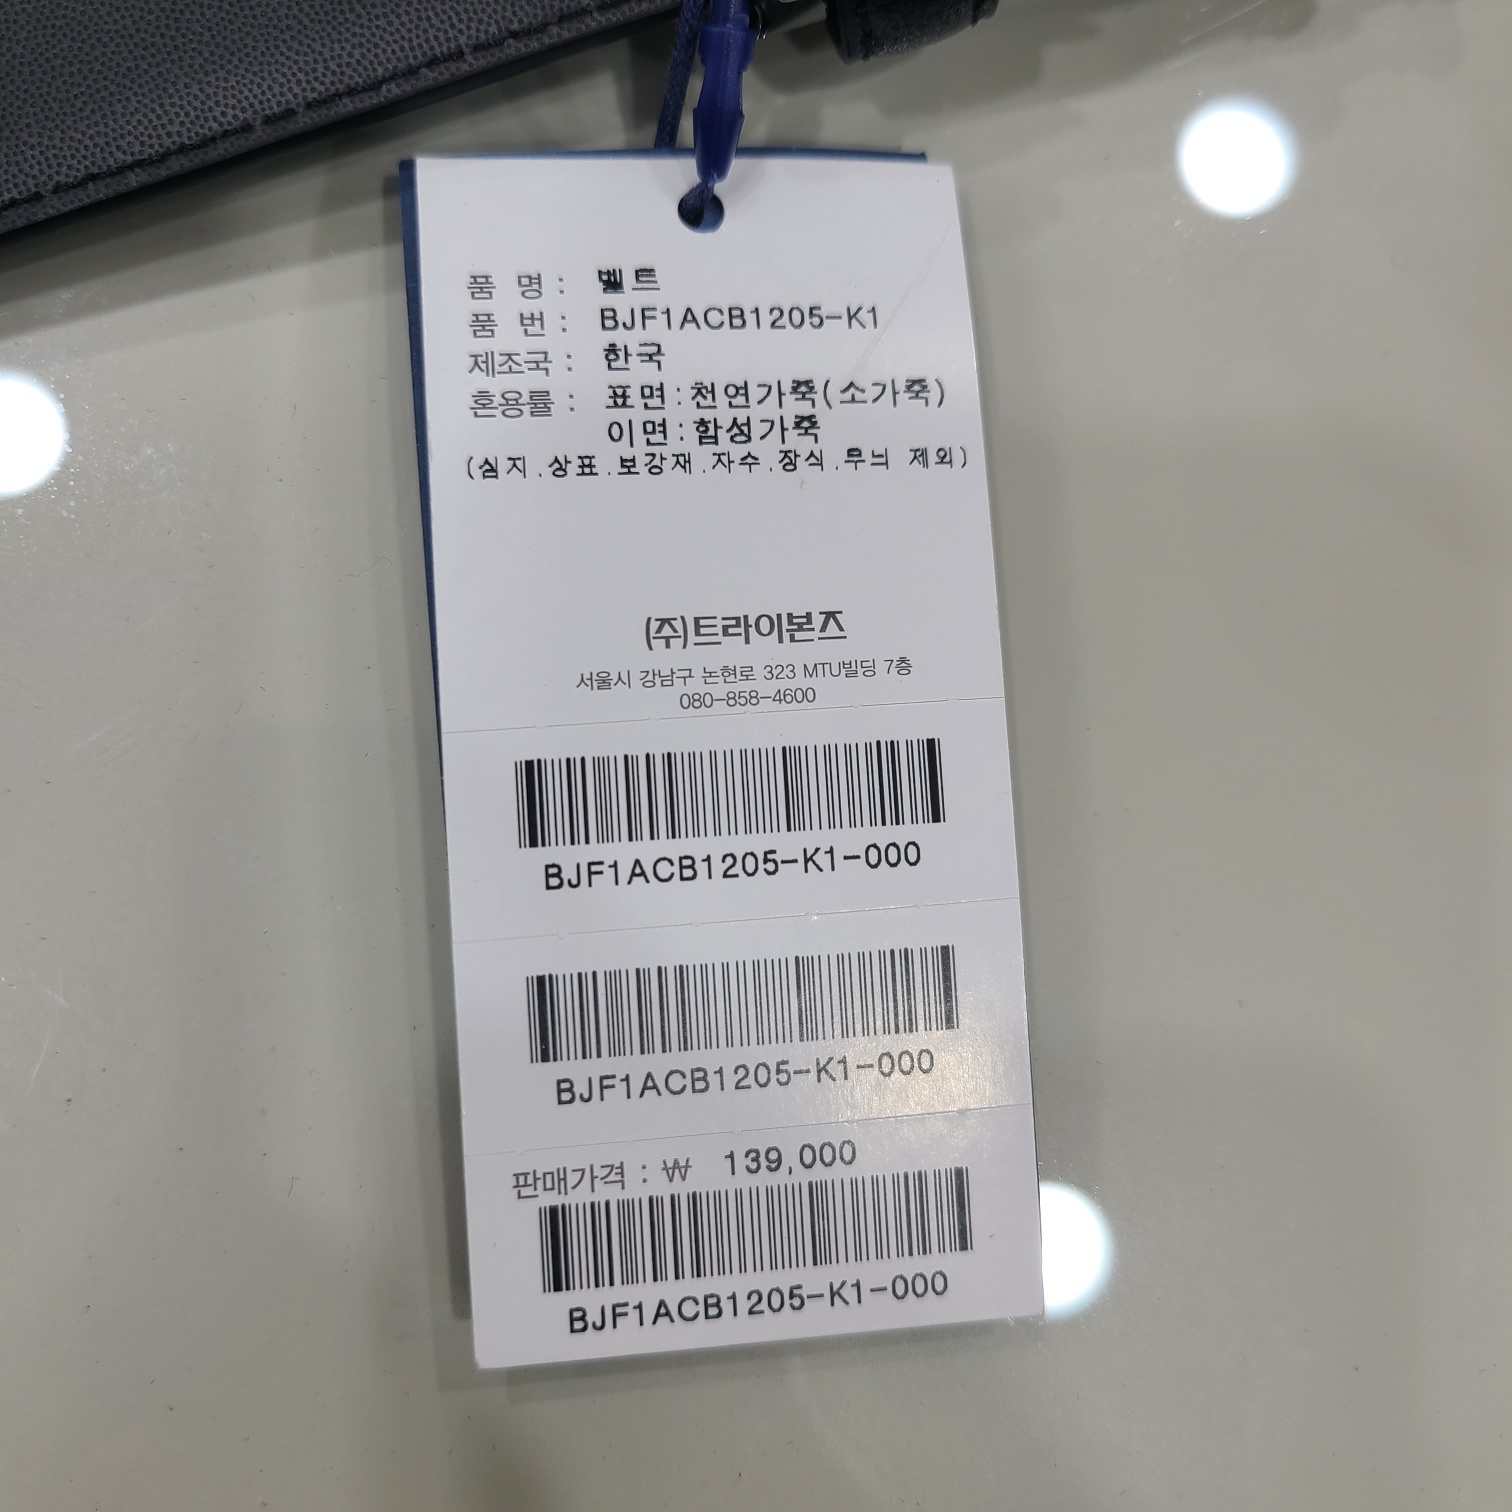 품 명 : 벨트
품 번 : BJF1ACB1205-K1
제조국 : 한국
혼용률 : 표면:천연가죽(소가죽)
이면:합성가죽
(심지.상표.보강재.자수.장식.무늬 제외)
(주)트라이본즈
서울시 강남구 논현로 323 MTU빌딩 7층
080-858-4600
BJF1ACB1205-K1-000
BJF1ACB1205-K1-000
판매가격 : ₩ 139,000
BJF1ACB1205-K1-000